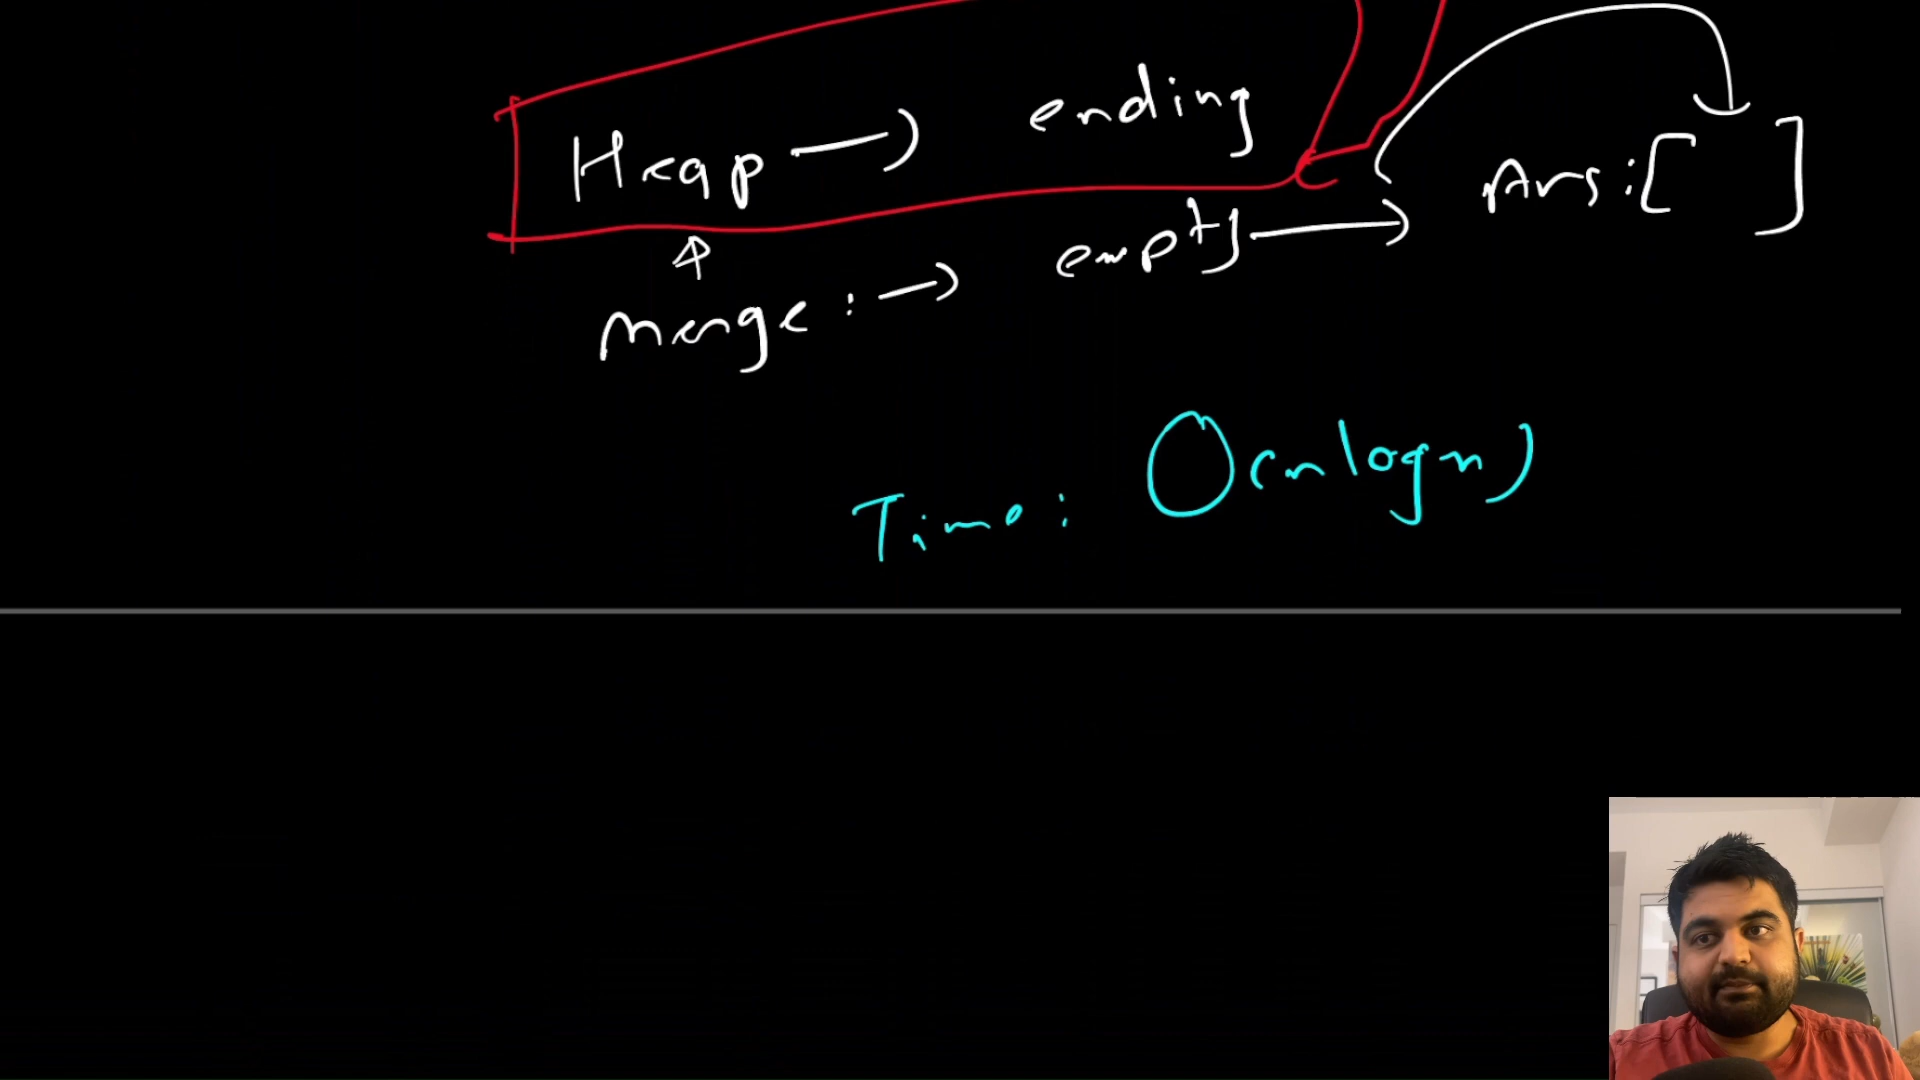 Heap → ending
Merge : → empty → Ans : [ ]
Time : O(nlogn)